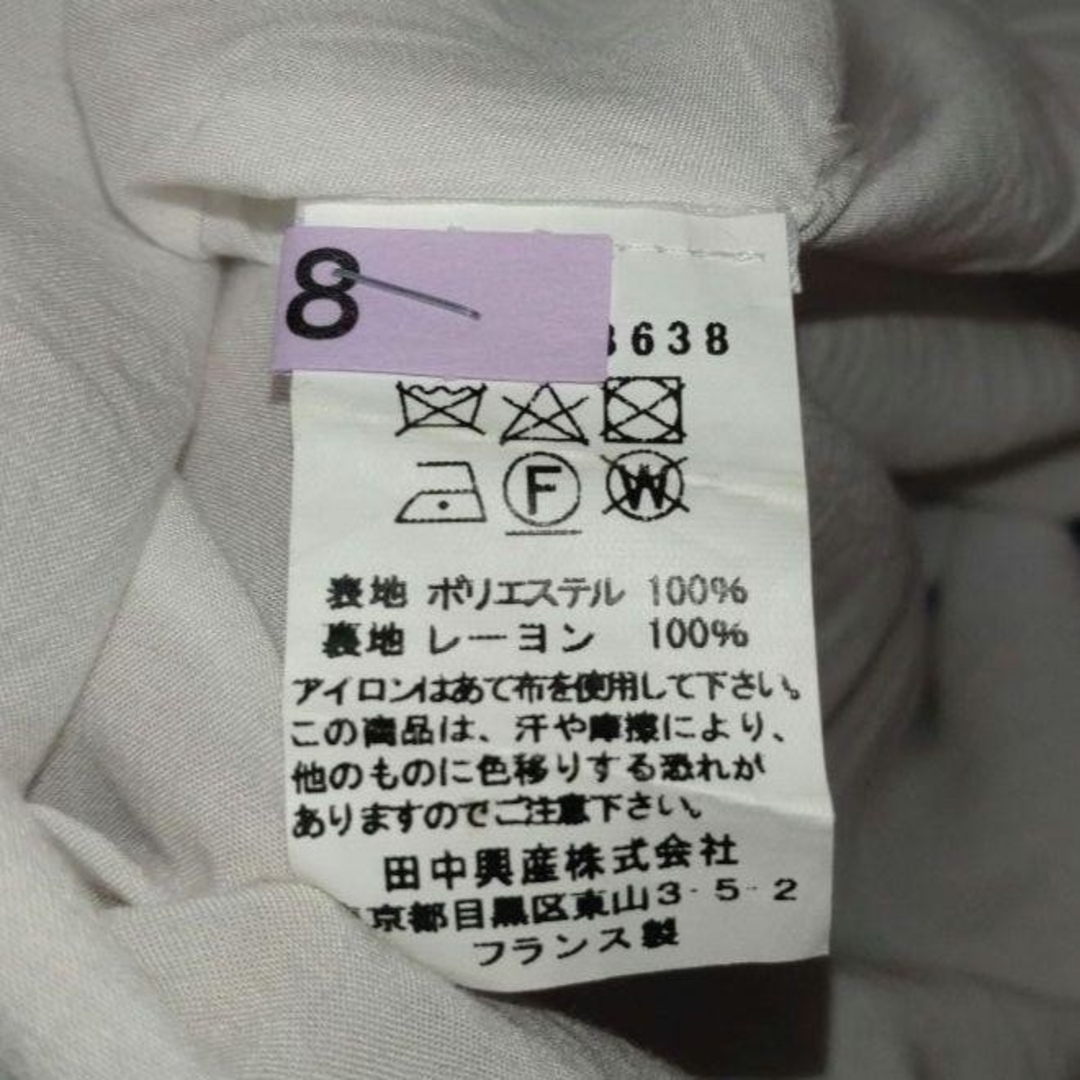 8
3638
F W
表地 ポリエステル 100%
裏地 レーヨン 100%
アイロンはあて布を使用して下さい。
この商品は、汗や摩擦により、
他のものに色移りする恐れが
ありますのでご注意下さい。
田中興産株式会社
京都目黒区東山3-5-2
フランス製